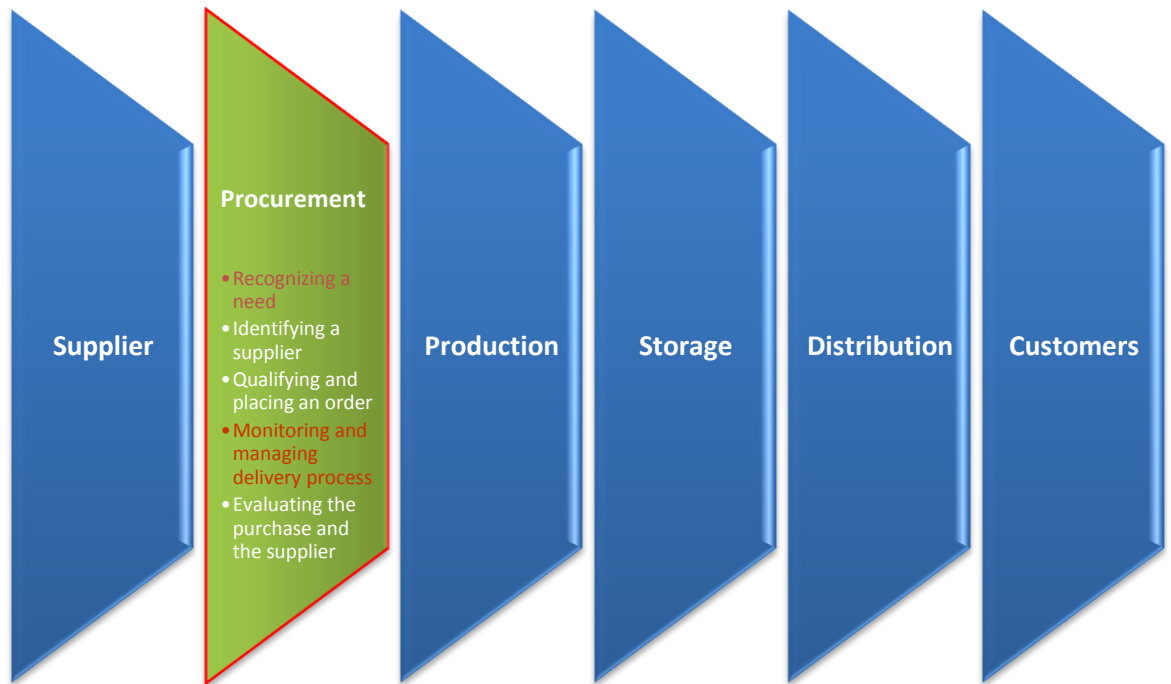 Supplier
Procurement
•Recognizing a
need
•Identifying a
supplier
•Qualifying and
placing an order
•Monitoring and
managing
delivery process
•Evaluating the
purchase and
the supplier
Production
Storage
Distribution
Customers